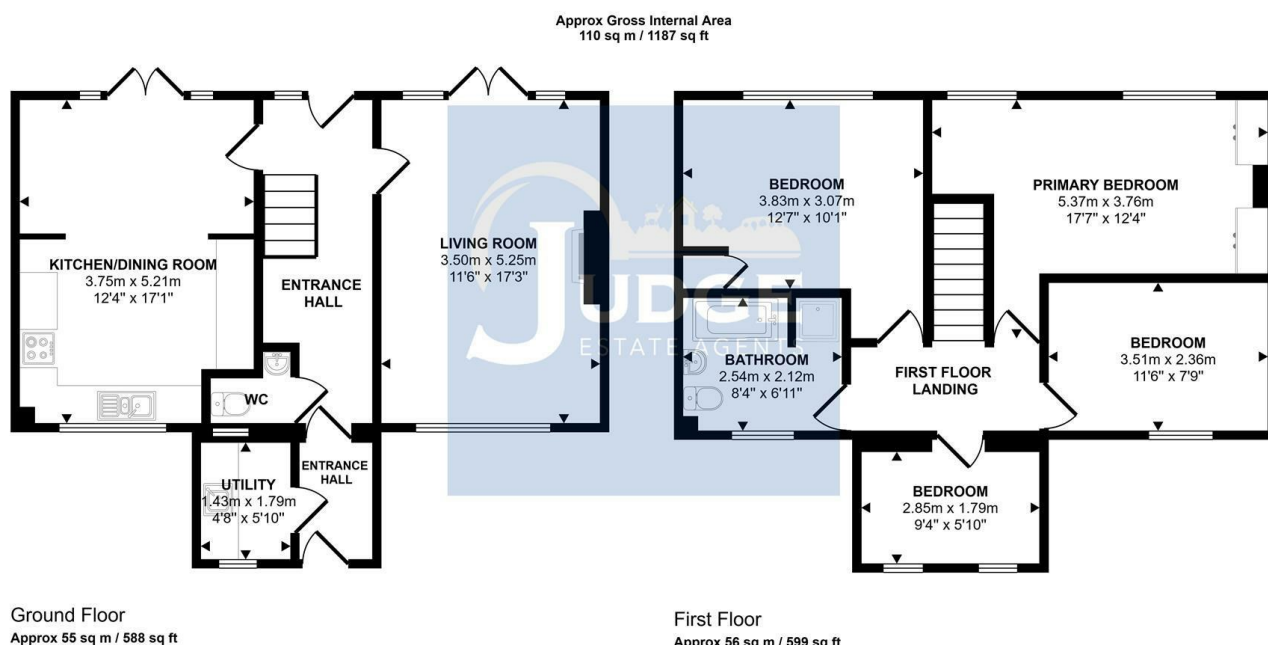 Approx Gross Internal Area
110 sq m / 1187 sq ft
KITCHEN/DINING ROOM
3.75m x 5.21m
12'4" x 17'1"
ENTRANCE
HALL
LIVING ROOM
3.50m x 5.25m
11'6" x 17'3"
WC
UTILITY
1.43m x 1.79m
4'8" x 5'10"
ENTRANCE
HALL
BEDROOM
3.83m x 3.07m
12'7" x 10'1"
PRIMARY BEDROOM
5.37m x 3.76m
17'7" x 12'4"
BATHROOM
2.54m x 2.12m
8'4" x 6'11"
FIRST FLOOR
LANDING
BEDROOM
3.51m x 2.36m
11'6" x 7'9"
BEDROOM
2.85m x 1.79m
9'4" x 5'10"
JUDGE
ESTATE AGENTS
Ground Floor
Approx 55 sq m / 588 sq ft
First Floor
Approx 56 sq m / 599 sq ft